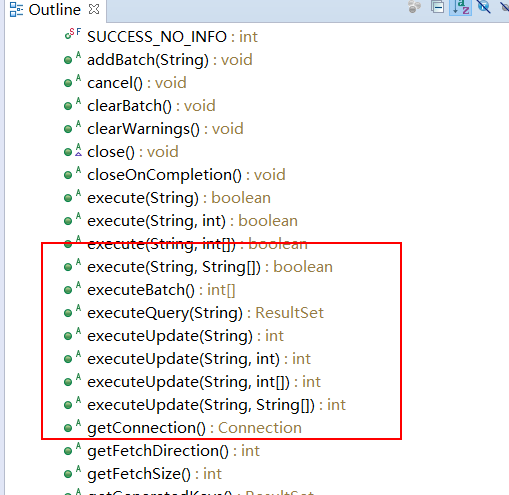 Outline
SUCCESS_NO_INFO : int
addBatch(String) : void
cancel() : void
clearBatch() : void
clearWarnings() : void
close() : void
closeOnCompletion() : void
execute(String) : boolean
execute(String, int) : boolean
execute(String, int[]) : boolean
execute(String, String[]) : boolean
executeBatch() : int[]
executeQuery(String) : ResultSet
executeUpdate(String) : int
executeUpdate(String, int) : int
executeUpdate(String, int[]) : int
executeUpdate(String, String[]) : int
getConnection() : Connection
getFetchDirection() : int
getFetchSize() : int
getGeneratedKeys() : ResultSet